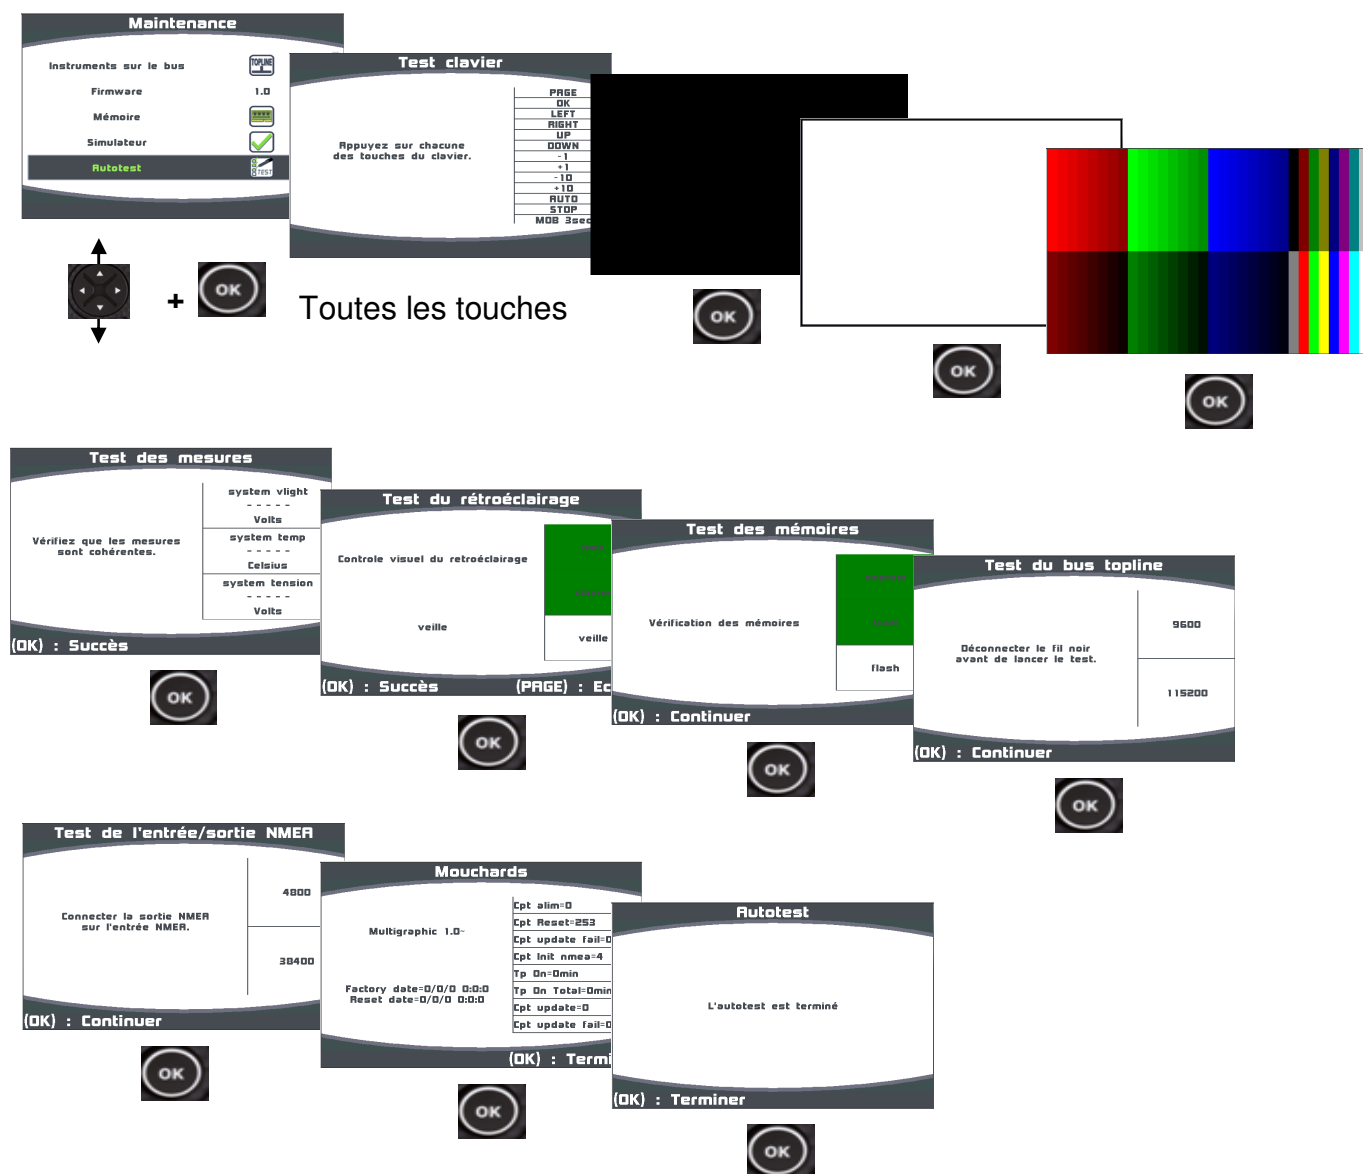 Maintenance
Instruments sur le bus
TOPLINE
Firmware 1.0
Mémoire
Simulateur
Autotest
TEST
+
OK
Test clavier
Appuyez sur chacune
des touches du clavier.
PAGE
OK
LEFT
RIGHT
UP
DOWN
-1
+1
-10
+10
AUTO
STOP
MOB 3sec
Toutes les touches
OK
OK
OK
Test des mesures
Vérifiez que les mesures
sont cohérentes.
system vlight
- - - - -
Volts
system temp
- - - - -
Celsius
system tension
- - - - -
Volts
(OK) : Succès
OK
Test du rétroéclairage
Controle visuel du retroéclairage
veille
veille
(OK) : Succès (PAGE) : Ec
OK
Test des mémoires
Vérification des mémoires
flash
(OK) : Continuer
OK
Test du bus topline
Déconnecter le fil noir
avant de lancer le test.
9600
115200
(OK) : Continuer
OK
Test de l'entrée/sortie NMEA
Connecter la sortie NMEA
sur l'entrée NMEA.
4800
38400
(OK) : Continuer
OK
Mouchards
Multigraphic 1.0~
Factory date=0/0/0 0:0:0
Reset date=0/0/0 0:0:0
Cpt alim=0
Cpt Reset=253
Cpt update fail=0
Cpt Init nmea=4
Tp On=0min
Tp On Total=0min
Cpt update=0
Cpt update fail=0
(OK) : Termi
OK
Autotest
L'autotest est terminé
(OK) : Terminer
OK